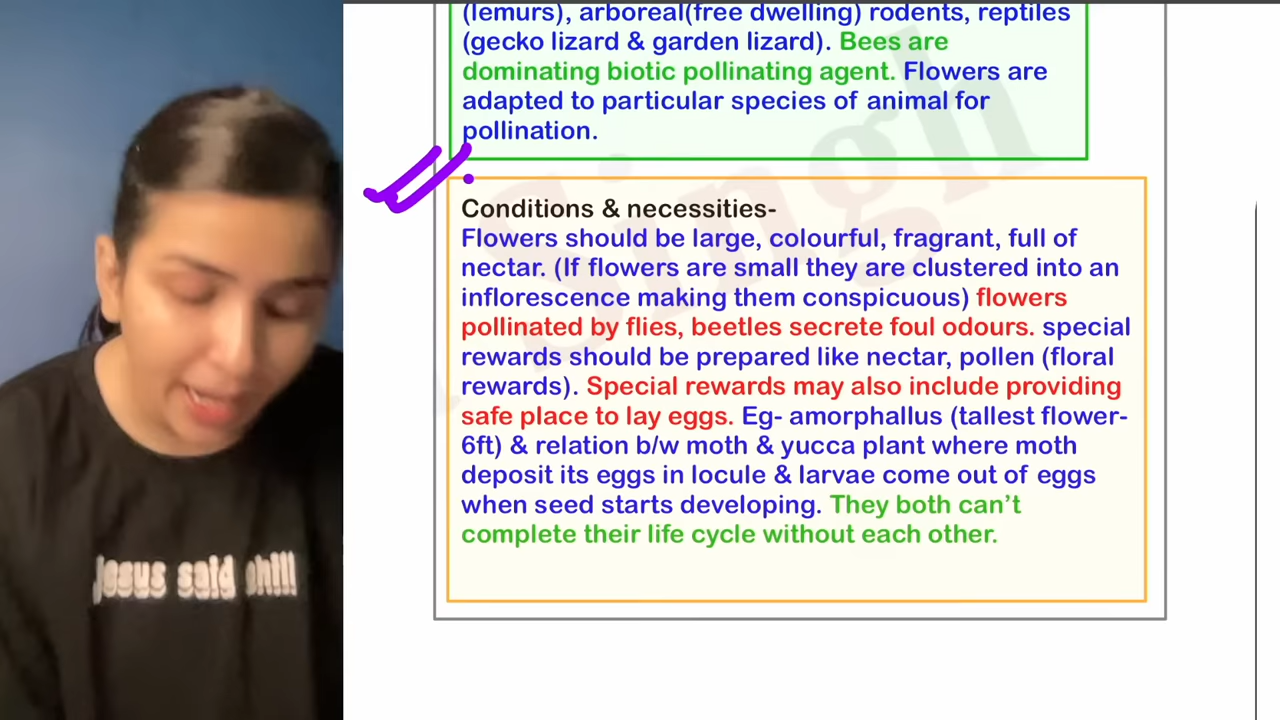 (lemurs), arboreal(free dwelling) rodents, reptiles
(gecko lizard & garden lizard). Bees are
dominating biotic pollinating agent. Flowers are
adapted to particular species of animal for
pollination.
Conditions & necessities-
Flowers should be large, colourful, fragrant, full of
nectar. (If flowers are small they are clustered into an
inflorescence making them conspicuous) flowers
pollinated by flies, beetles secrete foul odours. special
rewards should be prepared like nectar, pollen (floral
rewards). Special rewards may also include providing
safe place to lay eggs. Eg- amorphallus (tallest flower-
6ft) & relation b/w moth & yucca plant where moth
deposit its eggs in locule & larvae come out of eggs
when seed starts developing. They both can't
complete their life cycle without each other.
Jesus said chill
Singh